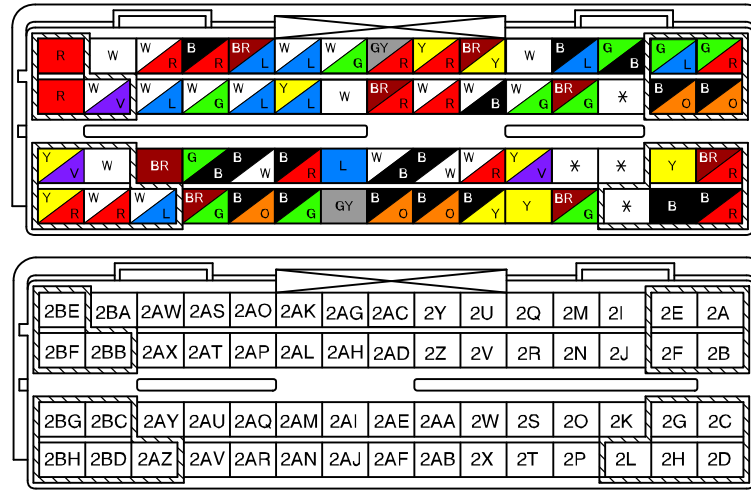 R W W R B R BR L W L W G GY R Y R BR Y W B L G B G L G R
R W V W L W G W L Y L W BR R W R W B W G BR G * B O B O
Y V W BR G B B W B R L W B B W W R Y V * * Y BR R
Y R W R W L BR G B O B G GY B O B O B Y Y BR G * B B R
2BE 2BA 2AW 2AS 2AO 2AK 2AG 2AC 2Y 2U 2Q 2M 2I 2E 2A
2BF 2BB 2AX 2AT 2AP 2AL 2AH 2AD 2Z 2V 2R 2N 2J 2F 2B
2BG 2BC 2AY 2AU 2AQ 2AM 2AI 2AE 2AA 2W 2S 2O 2K 2G 2C
2BH 2BD 2AZ 2AV 2AR 2AN 2AJ 2AF 2AB 2X 2T 2P 2L 2H 2D